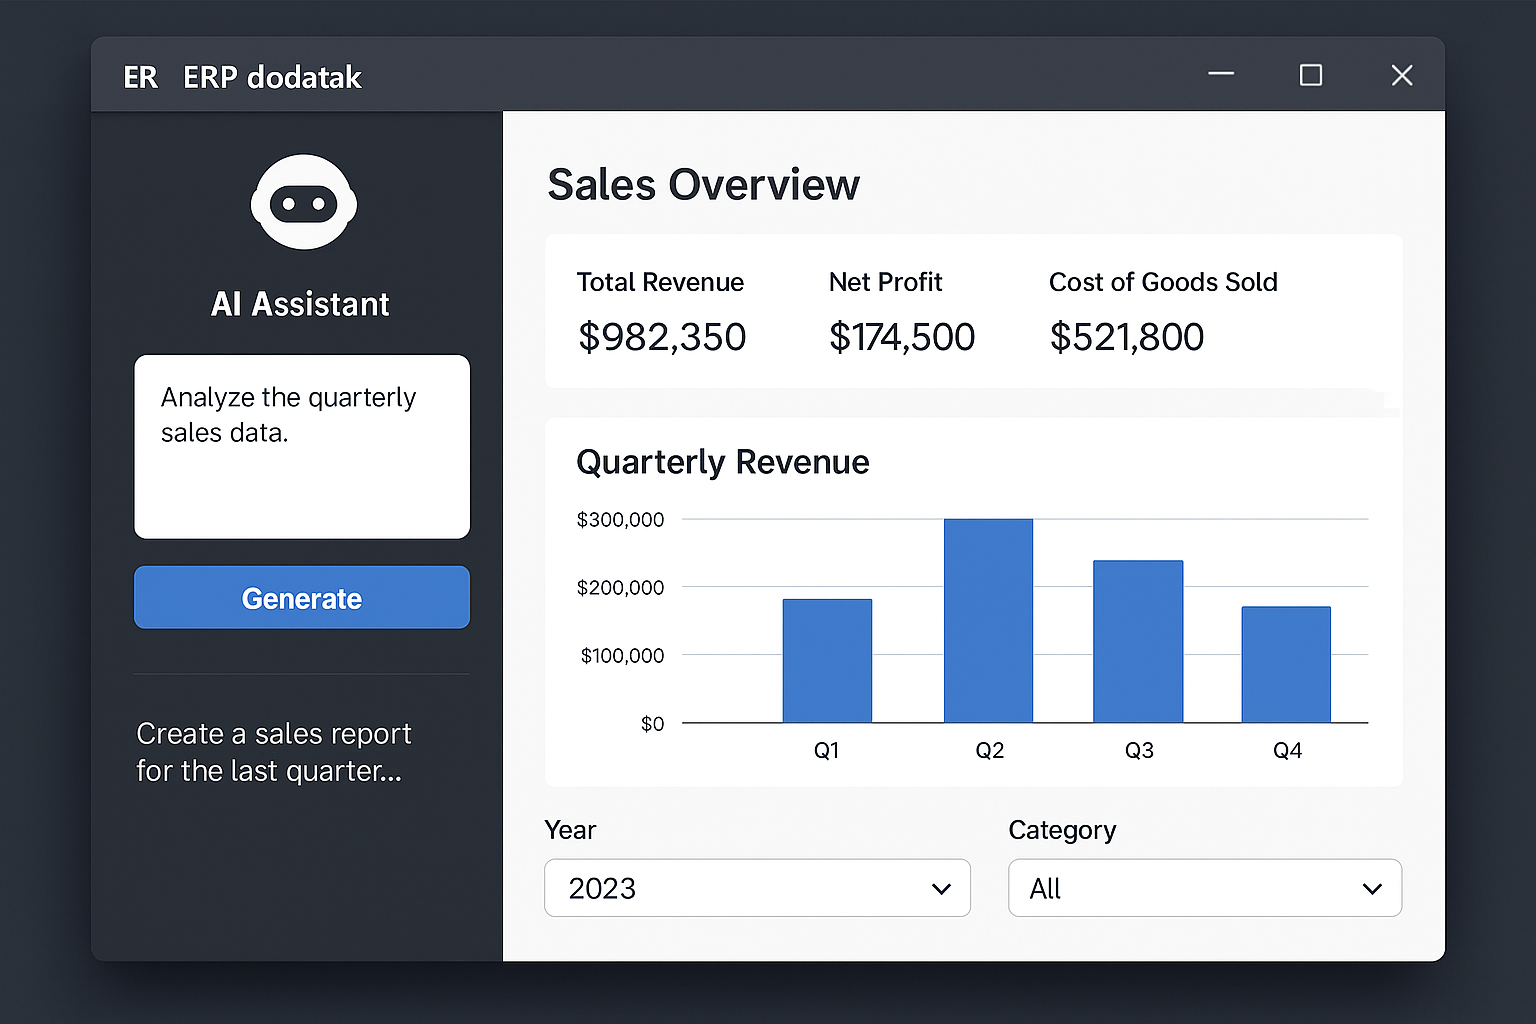 ER ERP dodatak
AI Assistant
Analyze the quarterly
sales data.
Generate
Create a sales report
for the last quarter...
Sales Overview
Total Revenue Net Profit Cost of Goods Sold
$982,350 $174,500 $521,800
Quarterly Revenue
$300,000
$200,000
$100,000
$0
Q1 Q2 Q3 Q4
Year Category
2023 All